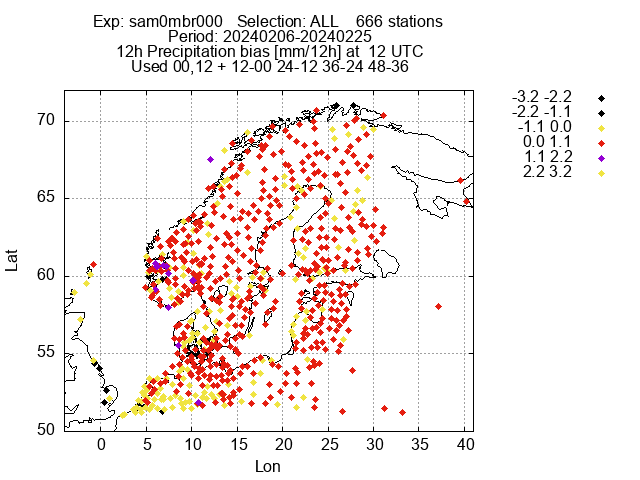 Exp: sam0mbr000   Selection: ALL    666 stations
Period: 20240206-20240225
12h Precipitation bias [mm/12h] at  12 UTC
Used 00,12 + 12-00 24-12 36-24 48-36
-3.2 -2.2
-2.2 -1.1
-1.1 0.0
0.0 1.1
1.1 2.2
2.2 3.2
70
65
60
55
50
Lat
0 5 10 15 20 25 30 35 40
Lon